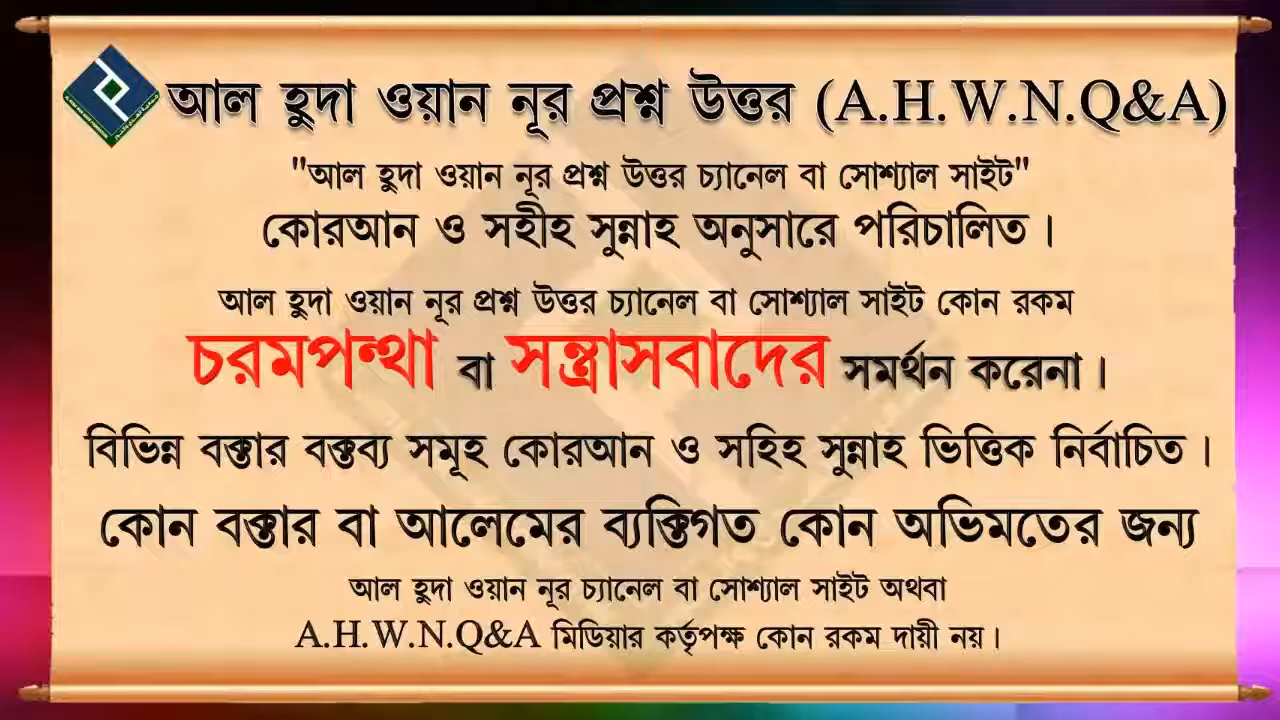 আল হুদা ওয়ান নূর প্রশ্ন উত্তর (A.H.W.N.Q&A)
"আল হুদা ওয়ান নূর প্রশ্ন উত্তর চ্যানেল বা সোশ্যাল সাইট"
কোরআন ও সহীহ সুন্নাহ অনুসারে পরিচালিত।
আল হুদা ওয়ান নূর প্রশ্ন উত্তর চ্যানেল বা সোশ্যাল সাইট কোন রকম
চরমপন্থা বা সন্ত্রাসবাদের সমর্থন করেনা।
বিভিন্ন বক্তার বক্তব্য সমূহ কোরআন ও সহিহ সুন্নাহ ভিত্তিক নির্বাচিত।
কোন বক্তার বা আলেমের ব্যক্তিগত কোন অভিমতের জন্য
আল হুদা ওয়ান নূর চ্যানেল বা সোশ্যাল সাইট অথবা
A.H.W.N.Q&A মিডিয়ার কর্তৃপক্ষ কোন রকম দায়ী নয়।